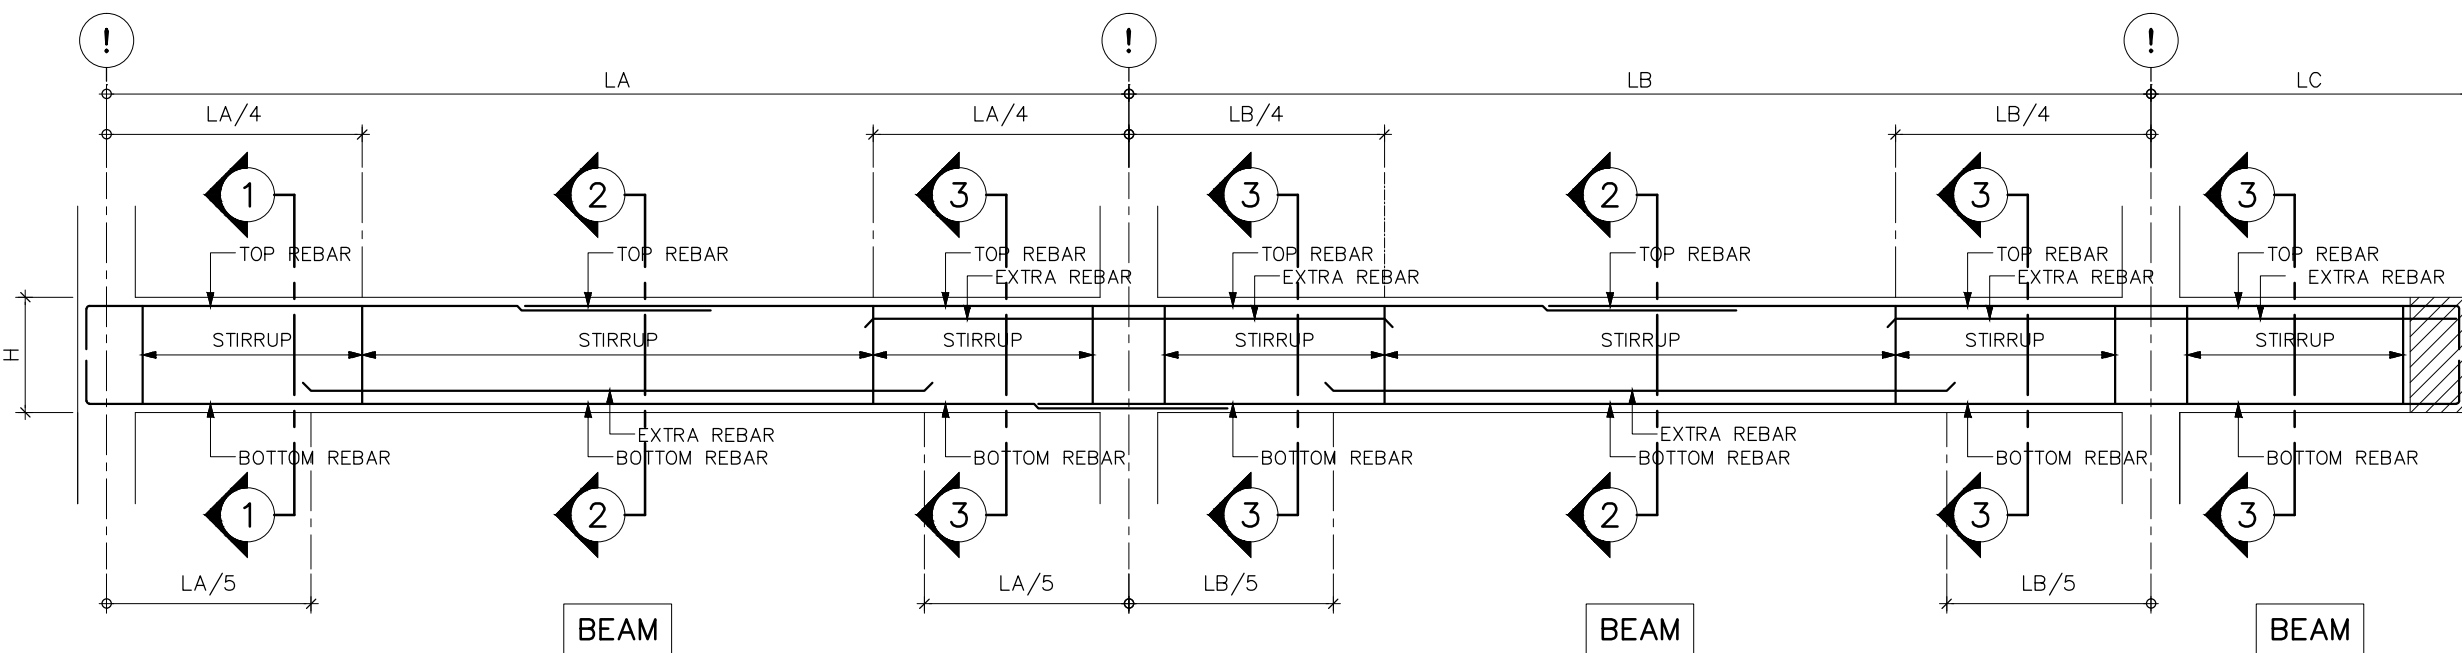 ! ! !
LA LB LC
LA/4 LA/4 LB/4 LB/4
1 2 3 3 2 3 3
TOP REBAR TOP REBAR TOP REBAR TOP REBAR TOP REBAR TOP REBAR TOP REBAR
EXTRA REBAR EXTRA REBAR EXTRA REBAR EXTRA REBAR
STIRRUP STIRRUP STIRRUP STIRRUP STIRRUP STIRRUP STIRRUP
H
EXTRA REBAR EXTRA REBAR
BOTTOM REBAR BOTTOM REBAR BOTTOM REBAR BOTTOM REBAR BOTTOM REBAR BOTTOM REBAR BOTTOM REBAR
1 2 3 3 2 3 3
LA/5 LA/5 LB/5 LB/5
BEAM BEAM BEAM